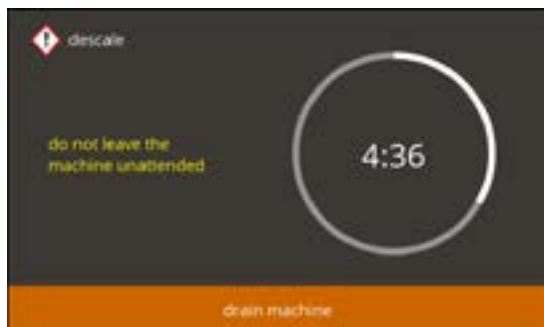 descale
do not leave the
machine unattended
4:36
drain machine